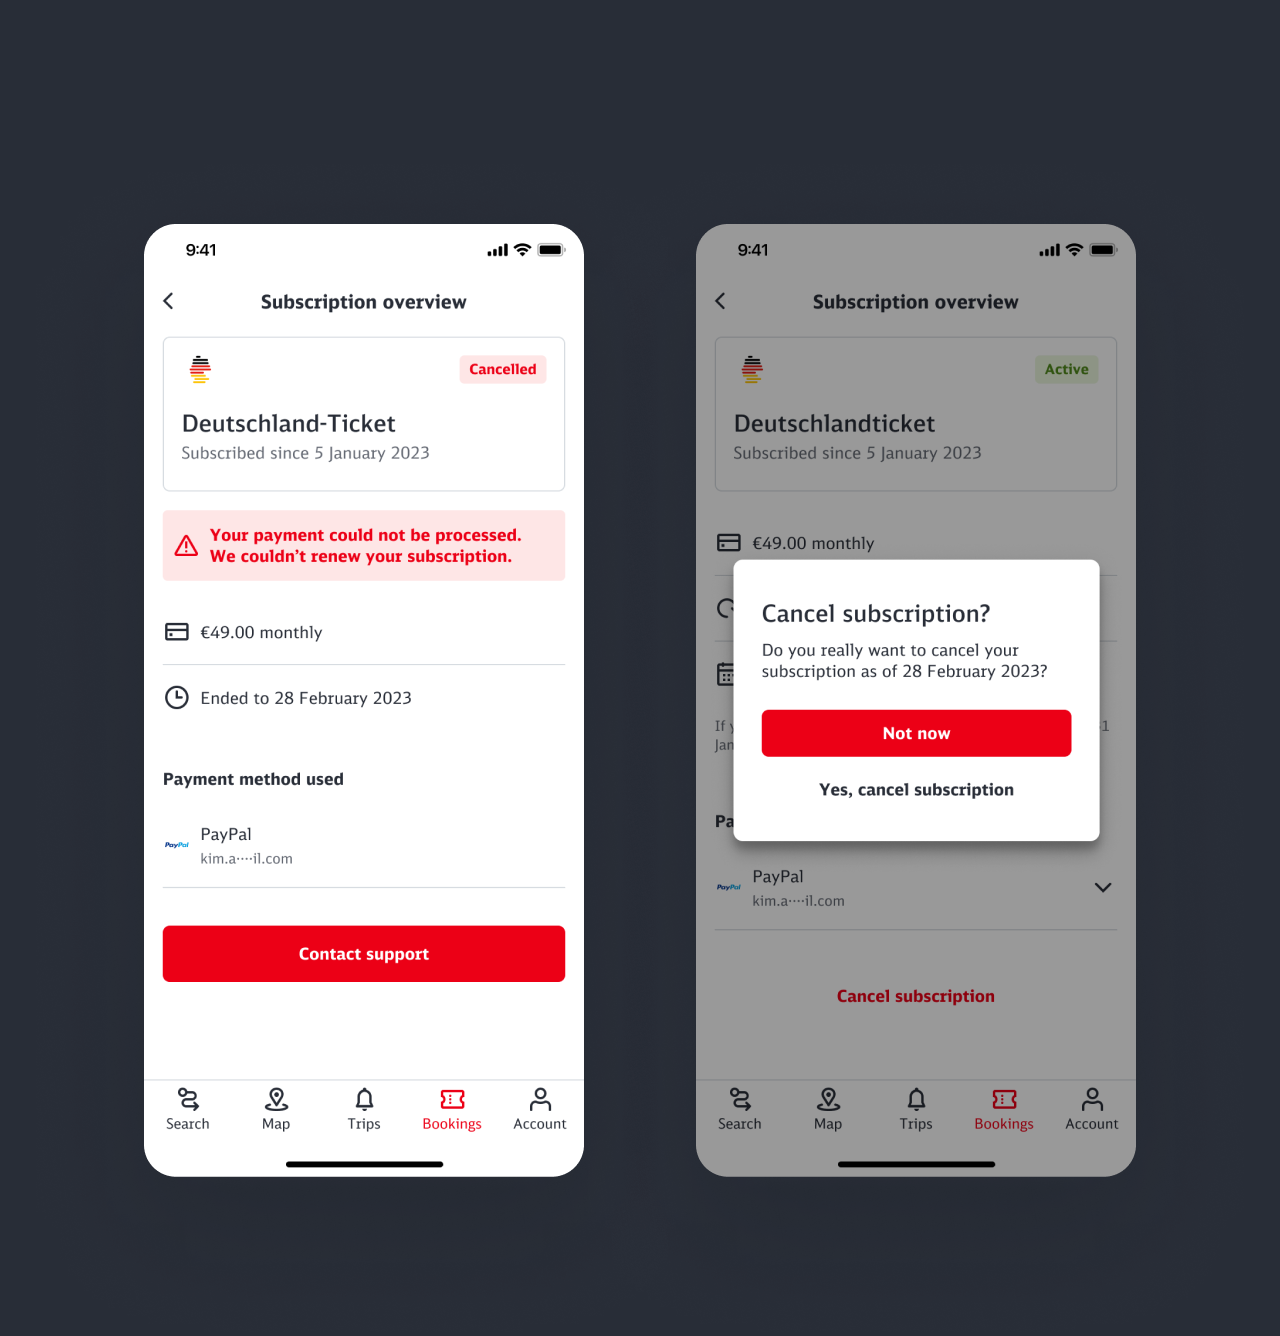 9:41
Subscription overview
Cancelled
Deutschland-Ticket
Subscribed since 5 January 2023
Your payment could not be processed.
We couldn't renew your subscription.
€49.00 monthly
Ended to 28 February 2023
Payment method used
PayPal
PayPal
kim.a····il.com
Contact support
Search
Map
Trips
Bookings
Account
9:41
Subscription overview
Active
Deutschlandticket
Subscribed since 5 January 2023
€49.00 monthly
Cancel subscription?
Do you really want to cancel your
subscription as of 28 February 2023?
If
Jan
Not now
Yes, cancel subscription
Pa
PayPal
PayPal
kim.a····il.com
Cancel subscription
Search
Map
Trips
Bookings
Account